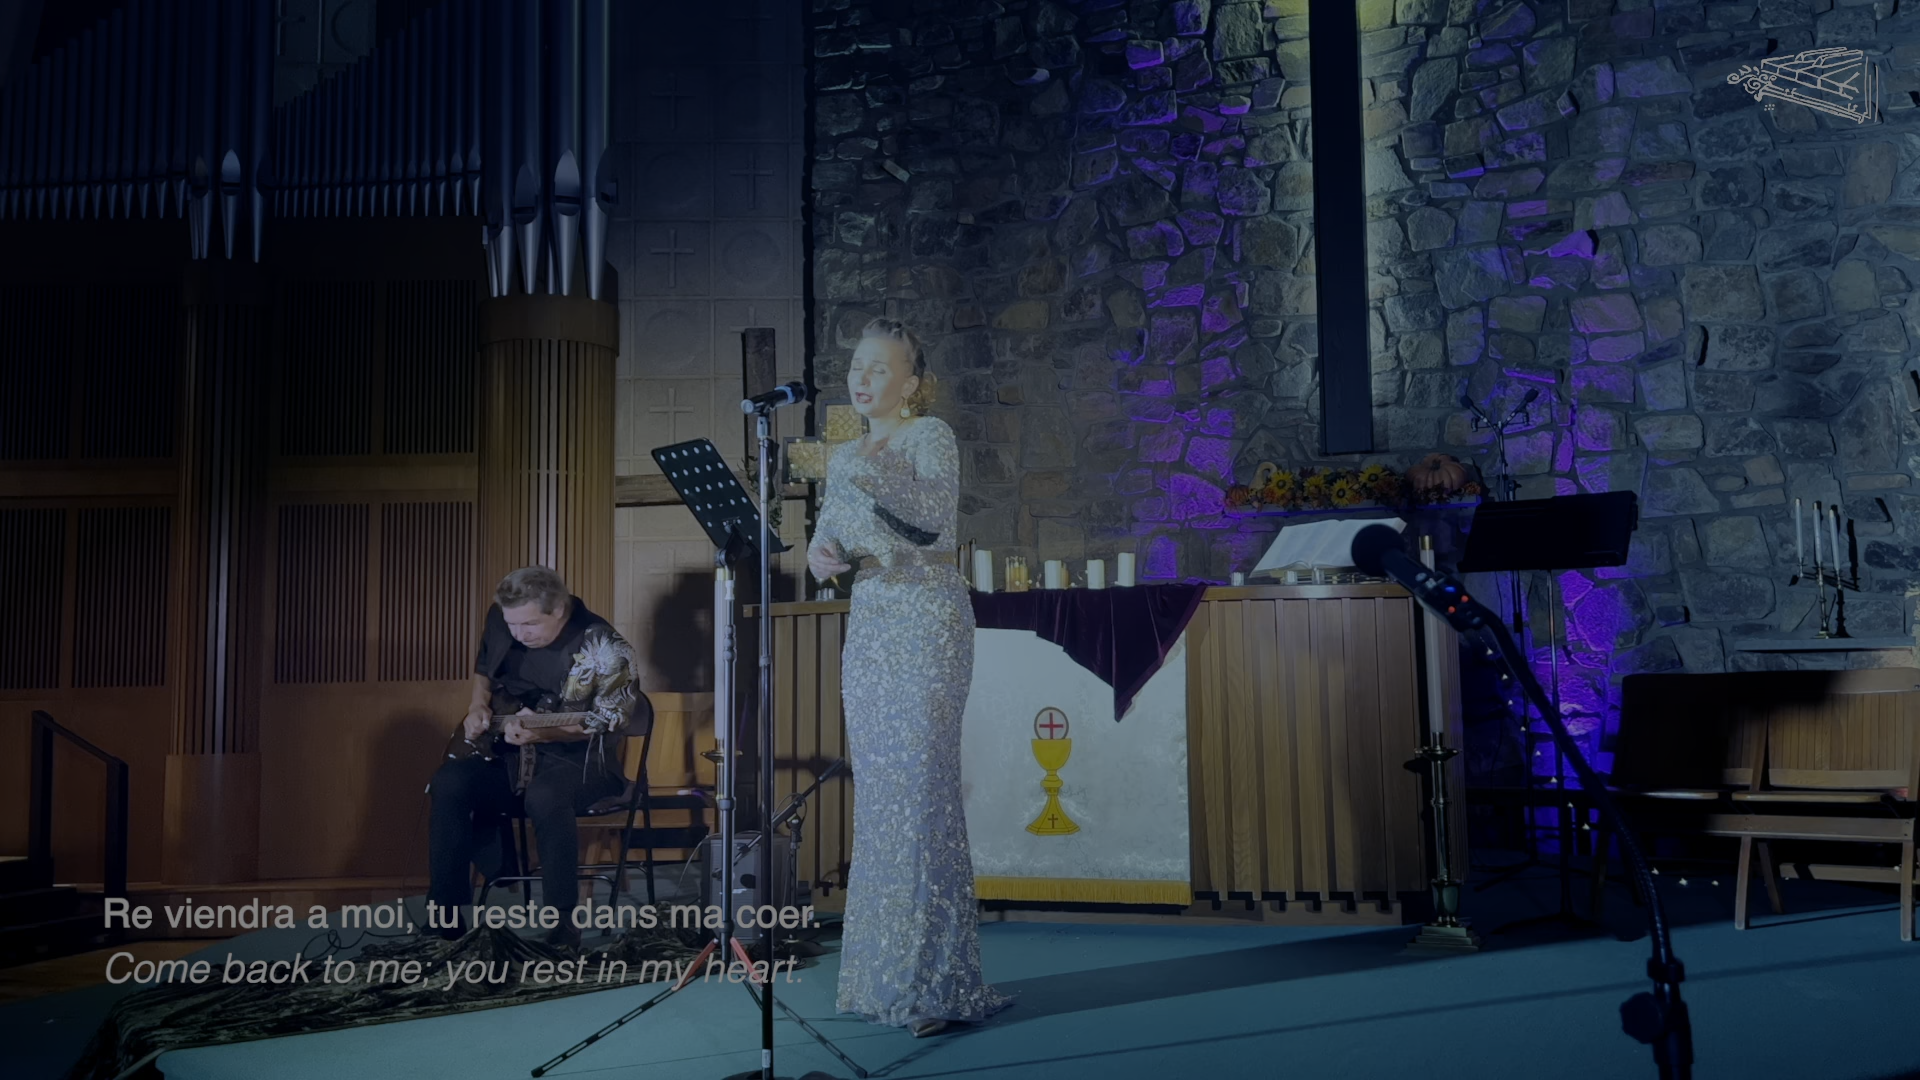 Re viendra a moi, tu reste dans ma coer.
Come back to me; you rest in my heart.